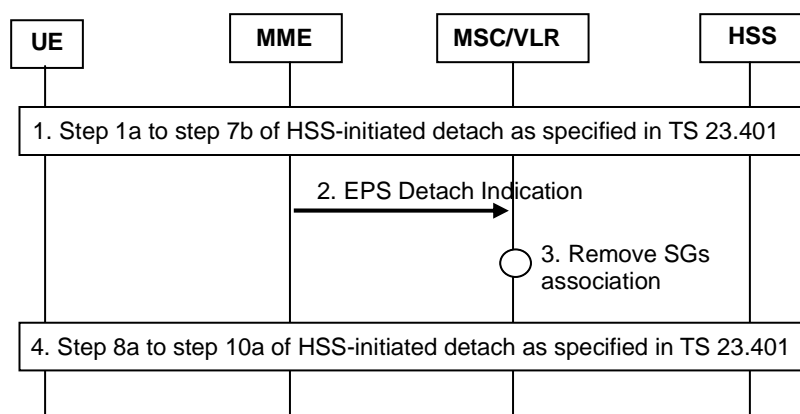 UE
MME
MSC/VLR
HSS
1. Step 1a to step 7b of HSS-initiated detach as specified in TS 23.401
2. EPS Detach Indication
3. Remove SGs
association
4. Step 8a to step 10a of HSS-initiated detach as specified in TS 23.401